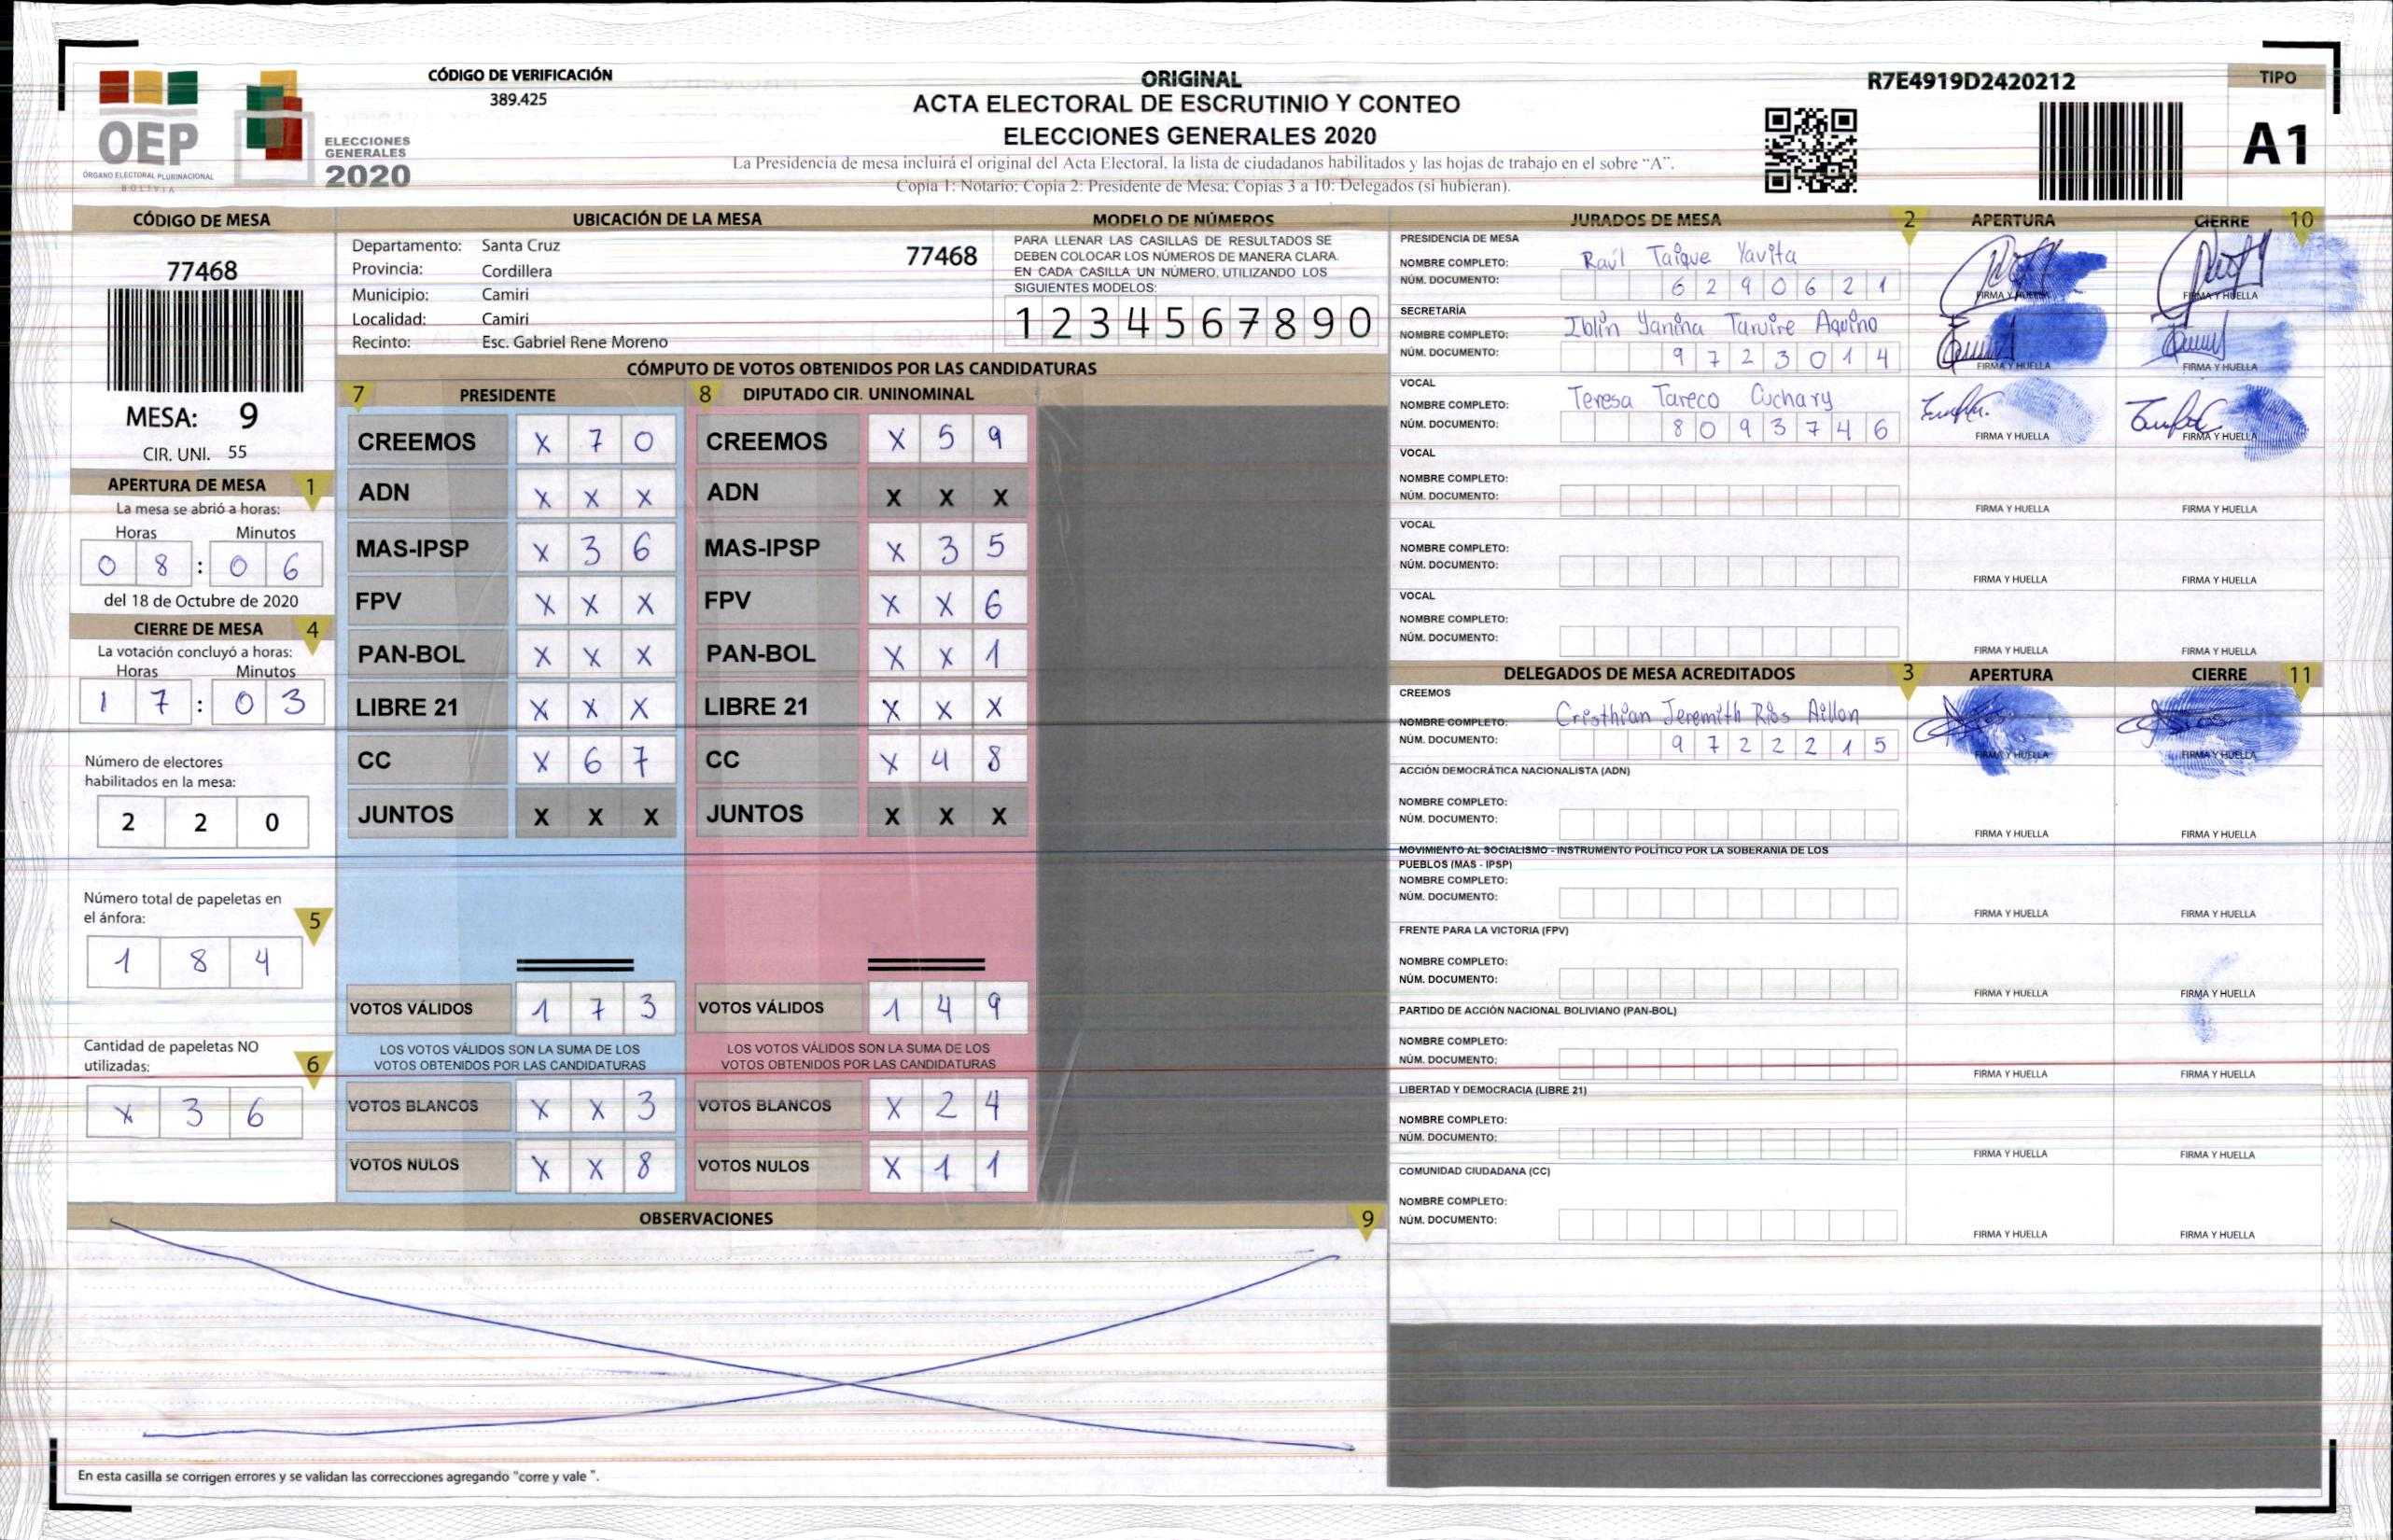 OEP
ÓRGANO ELECTORAL PLURINACIONAL
BOLIVIA
ELECCIONES
GENERALES
2020
CÓDIGO DE VERIFICACIÓN
389.425
ORIGINAL
ACTA ELECTORAL DE ESCRUTINIO Y CONTEO
ELECCIONES GENERALES 2020
La Presidencia de mesa incluirá el original del Acta Electoral, la lista de ciudadanos habilitados y las hojas de trabajo en el sobre “A”.
Copia 1: Notario; Copia 2: Presidente de Mesa; Copias 3 a 10: Delegados (si hubieran).
R7E4919D2420212
TIPO
A1
CÓDIGO DE MESA
77468
MESA: 9
CIR. UNI. 55
APERTURA DE MESA 1
La mesa se abrió a horas:
Horas Minutos
0 8 : 0 6
del 18 de Octubre de 2020
CIERRE DE MESA 4
La votación concluyó a horas:
Horas Minutos
1 7 : 0 3
Número de electores
habilitados en la mesa:
2 2 0
Número total de papeletas en
el ánfora: 5
1 8 4
Cantidad de papeletas NO
utilizadas: 6
X 3 6
UBICACIÓN DE LA MESA
Departamento: Santa Cruz 77468
Provincia: Cordillera
Municipio: Camiri
Localidad: Camiri
Recinto: Esc. Gabriel Rene Moreno
MODELO DE NÚMEROS
PARA LLENAR LAS CASILLAS DE RESULTADOS SE
DEBEN COLOCAR LOS NÚMEROS DE MANERA CLARA.
EN CADA CASILLA UN NÚMERO, UTILIZANDO LOS
SIGUIENTES MODELOS:
1 2 3 4 5 6 7 8 9 0
CÓMPUTO DE VOTOS OBTENIDOS POR LAS CANDIDATURAS
7 PRESIDENTE 8 DIPUTADO CIR. UNINOMINAL
CREEMOS X 7 0 CREEMOS X 5 9
ADN X X X ADN X X X
MAS-IPSP X 3 6 MAS-IPSP X 3 5
FPV X X X FPV X X 6
PAN-BOL X X X PAN-BOL X X 1
LIBRE 21 X X X LIBRE 21 X X X
CC X 6 7 CC X 4 8
JUNTOS X X X JUNTOS X X X
VOTOS VÁLIDOS 1 7 3 VOTOS VÁLIDOS 1 4 9
LOS VOTOS VÁLIDOS SON LA SUMA DE LOS LOS VOTOS VÁLIDOS SON LA SUMA DE LOS
VOTOS OBTENIDOS POR LAS CANDIDATURAS VOTOS OBTENIDOS POR LAS CANDIDATURAS
VOTOS BLANCOS X X 3 VOTOS BLANCOS X 2 4
VOTOS NULOS X X 8 VOTOS NULOS X 1 1
OBSERVACIONES 9
En esta casilla se corrigen errores y se validan las correcciones agregando "corre y vale ".
JURADOS DE MESA 2 APERTURA CIERRE 10
PRESIDENCIA DE MESA
NOMBRE COMPLETO: Raúl Taique Yavita
NÚM. DOCUMENTO: 6 2 9 0 6 2 1 FIRMA Y HUELLA FIRMA Y HUELLA
SECRETARÍA
NOMBRE COMPLETO: Iblin Yanina Taruire Aquino
NÚM. DOCUMENTO: 9 7 2 3 0 1 4 FIRMA Y HUELLA FIRMA Y HUELLA
VOCAL
NOMBRE COMPLETO: Teresa Tareco Cuchary
NÚM. DOCUMENTO: 8 0 9 3 7 4 6 FIRMA Y HUELLA FIRMA Y HUELLA
VOCAL
NOMBRE COMPLETO:
NÚM. DOCUMENTO: FIRMA Y HUELLA FIRMA Y HUELLA
VOCAL
NOMBRE COMPLETO:
NÚM. DOCUMENTO: FIRMA Y HUELLA FIRMA Y HUELLA
VOCAL
NOMBRE COMPLETO:
NÚM. DOCUMENTO: FIRMA Y HUELLA FIRMA Y HUELLA
DELEGADOS DE MESA ACREDITADOS 3 APERTURA CIERRE 11
CREEMOS
NOMBRE COMPLETO: Cristhian Jeremith Rios Aillon
NÚM. DOCUMENTO: 9 7 2 2 2 1 5 FIRMA Y HUELLA FIRMA Y HUELLA
ACCIÓN DEMOCRÁTICA NACIONALISTA (ADN)
NOMBRE COMPLETO:
NÚM. DOCUMENTO: FIRMA Y HUELLA FIRMA Y HUELLA
MOVIMIENTO AL SOCIALISMO - INSTRUMENTO POLÍTICO POR LA SOBERANÍA DE LOS
PUEBLOS (MAS - IPSP)
NOMBRE COMPLETO:
NÚM. DOCUMENTO: FIRMA Y HUELLA FIRMA Y HUELLA
FRENTE PARA LA VICTORIA (FPV)
NOMBRE COMPLETO:
NÚM. DOCUMENTO: FIRMA Y HUELLA FIRMA Y HUELLA
PARTIDO DE ACCIÓN NACIONAL BOLIVIANO (PAN-BOL)
NOMBRE COMPLETO:
NÚM. DOCUMENTO: FIRMA Y HUELLA FIRMA Y HUELLA
LIBERTAD Y DEMOCRACIA (LIBRE 21)
NOMBRE COMPLETO:
NÚM. DOCUMENTO: FIRMA Y HUELLA FIRMA Y HUELLA
COMUNIDAD CIUDADANA (CC)
NOMBRE COMPLETO:
NÚM. DOCUMENTO: FIRMA Y HUELLA FIRMA Y HUELLA